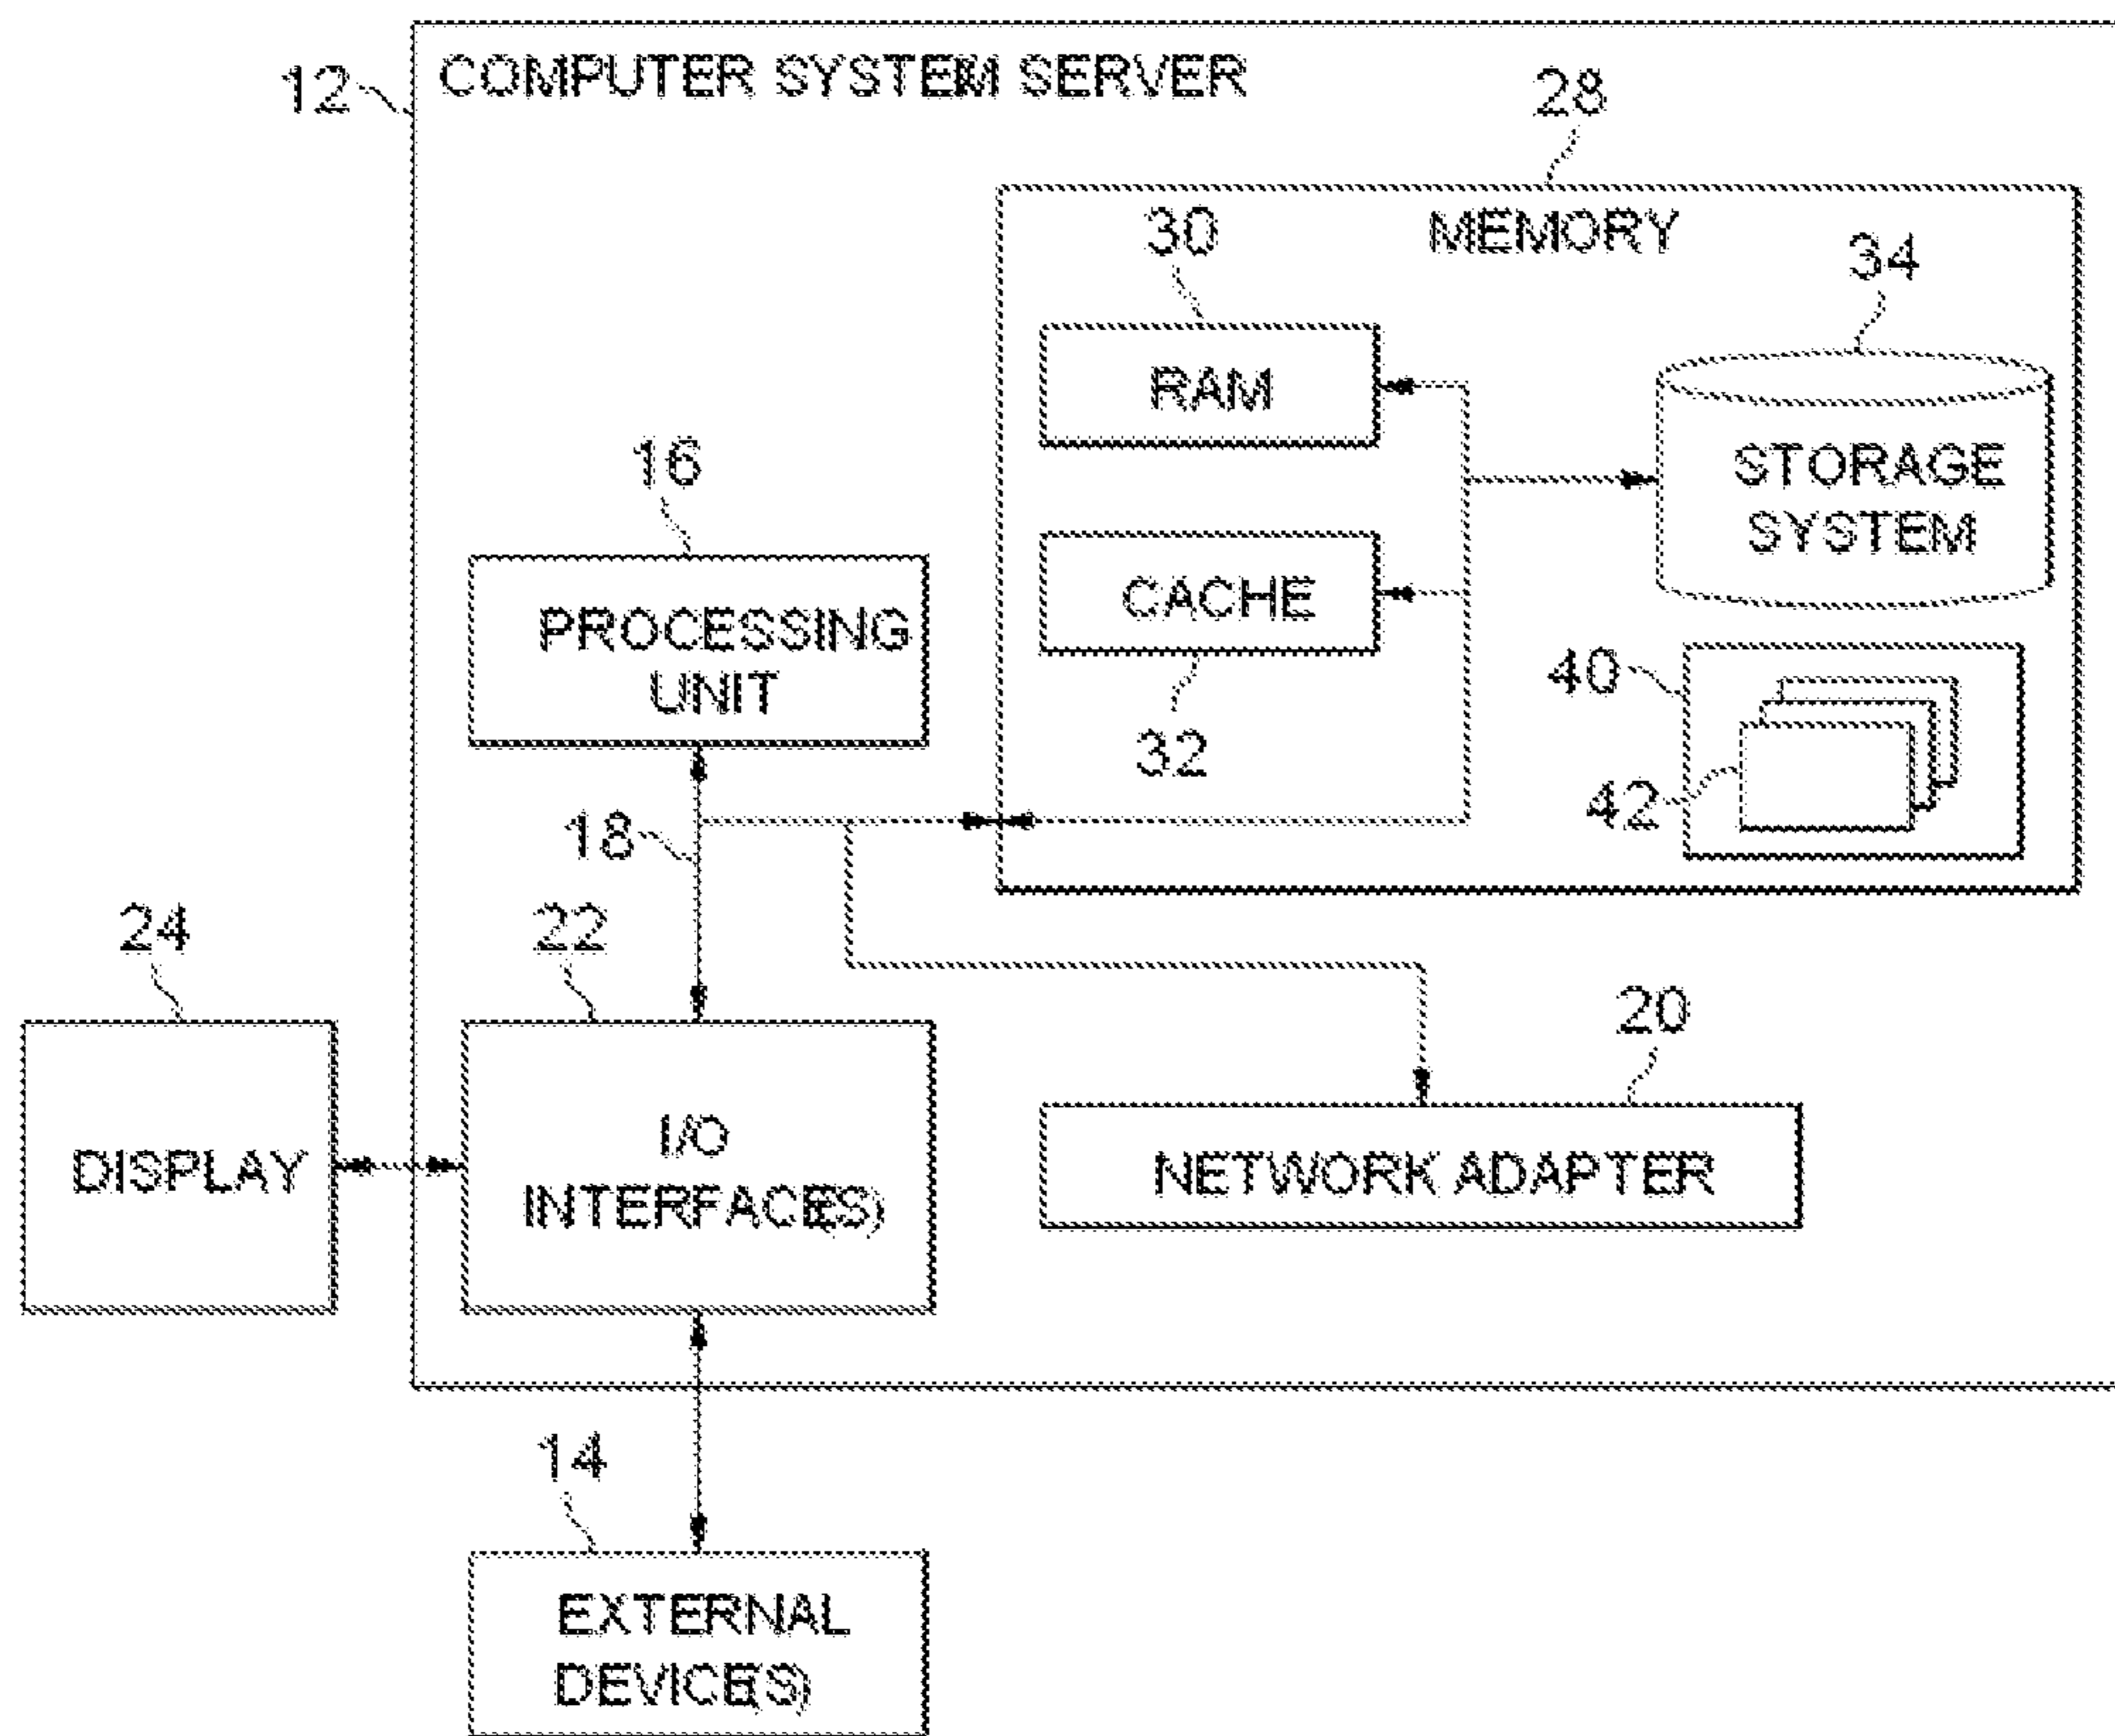 12
COMPUTER SYSTEM SERVER
28
MEMORY
30
34
RAM
STORAGE
SYSTEM
16
PROCESSING
UNIT
CACHE
32
40
42
18
24
22
20
DISPLAY
I/O
INTERFACE(S)
NETWORK ADAPTER
14
EXTERNAL
DEVICE(S)